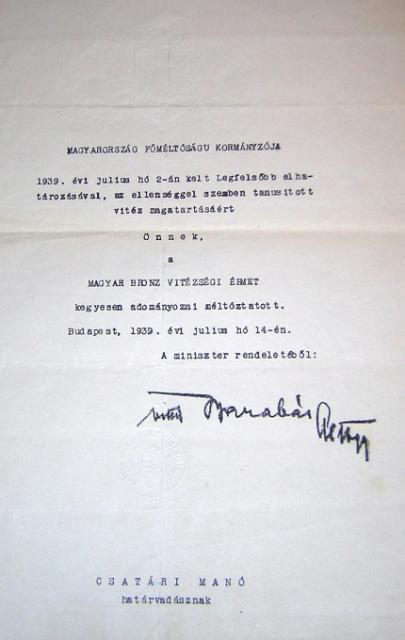 MAGYARORSZÁG FŐMÉLTÓSÁGU KORMÁNYZÓJA
1939. évi julius hó 2-án kelt Legfelsőbb elha-
tározásával, az ellenséggel szemben tanusitott
vitéz magatartásáért
Ö n n e k,
a
MAGYAR BRONZ VITÉZSÉGI ÉRMET
kegyesen adományozni méltóztatott.
Budapest, 1939. évi julius hó 14-én.
A miniszter rendeletéből:
vitéz Barabás
CSATÁRI MANÓ
határvadásznak